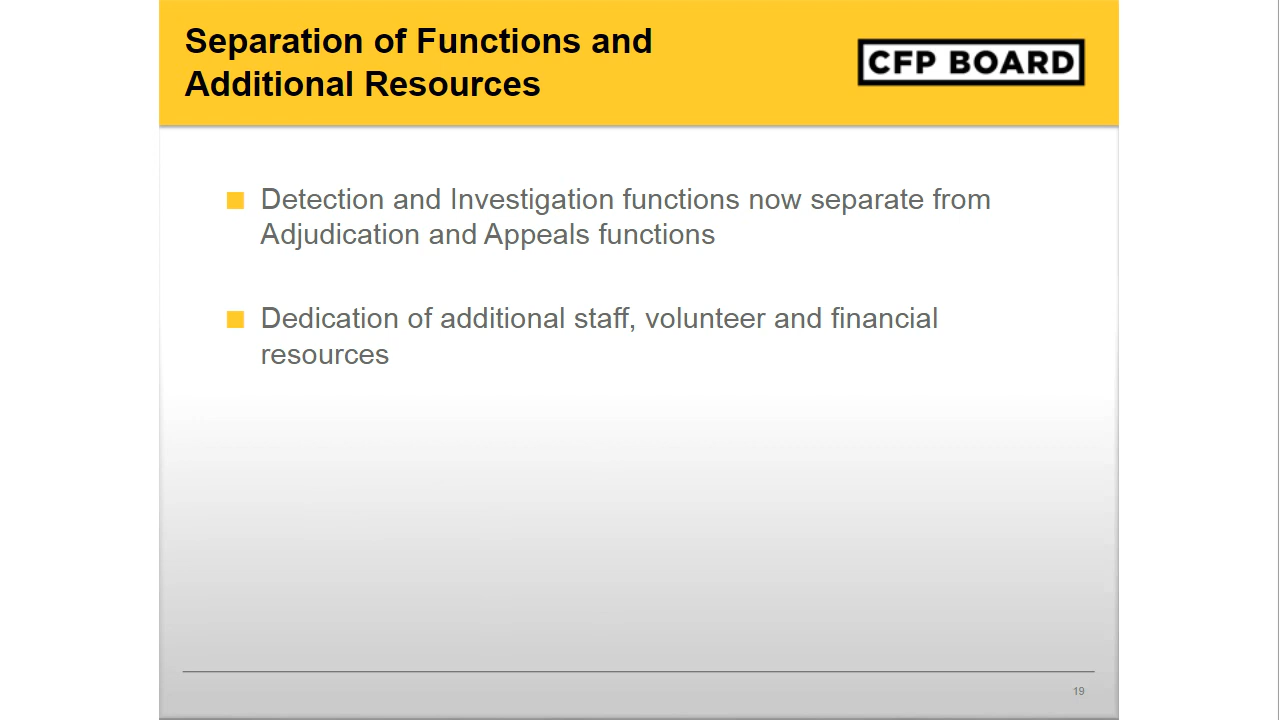 Separation of Functions and
Additional Resources
CFP BOARD
Detection and Investigation functions now separate from
Adjudication and Appeals functions
Dedication of additional staff, volunteer and financial
resources
19